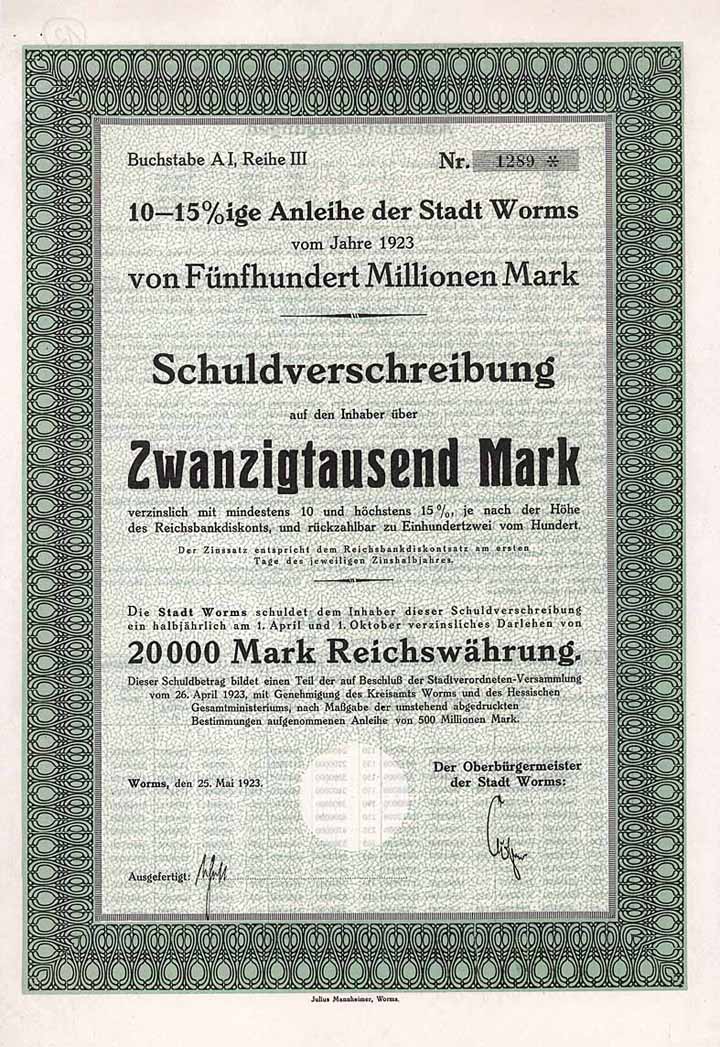 Buchstabe A I, Reihe III Nr. 1289 *
10—15%ige Anleihe der Stadt Worms
vom Jahre 1923
von Fünfhundert Millionen Mark
Schuldverschreibung
auf den Inhaber über
Zwanzigtausend Mark
verzinslich mit mindestens 10 und höchstens 15%, je nach der Höhe
des Reichsbankdiskonts, und rückzahlbar zu Einhundertzwei vom Hundert.
Der Zinssatz entspricht dem Reichsbankdiskontsatz am ersten
Tage des jeweiligen Zinshalbjahres.
Die Stadt Worms schuldet dem Inhaber dieser Schuldverschreibung
ein halbjährlich am 1. April und 1. Oktober verzinsliches Darlehen von
20000 Mark Reichswährung.
Dieser Schuldbetrag bildet einen Teil der auf Beschluß der Stadtverordneten-Versammlung
vom 26. April 1923, mit Genehmigung des Kreisamts Worms und des Hessischen
Gesamtministeriums, nach Maßgabe der umstehend abgedruckten
Bestimmungen aufgenommenen Anleihe von 500 Millionen Mark.
Worms, den 25. Mai 1923.
Der Oberbürgermeister
der Stadt Worms:
Ausgefertigt:
Julius Mannheimer, Worms.